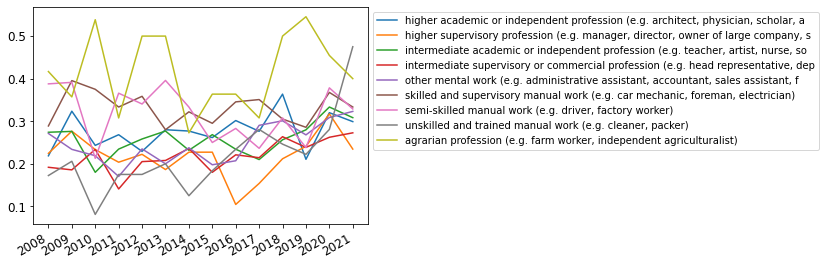 0.5
0.4
0.3
0.2
0.1
2008
2009
2010
2011
2012
2013
2014
2015
2016
2017
2018
2019
2020
2021
higher academic or independent profession (e.g. architect, physician, scholar, a
higher supervisory profession (e.g. manager, director, owner of large company, s
intermediate academic or independent profession (e.g. teacher, artist, nurse, so
intermediate supervisory or commercial profession (e.g. head representative, dep
other mental work (e.g. administrative assistant, accountant, sales assistant, f
skilled and supervisory manual work (e.g. car mechanic, foreman, electrician)
semi-skilled manual work (e.g. driver, factory worker)
unskilled and trained manual work (e.g. cleaner, packer)
agrarian profession (e.g. farm worker, independent agriculturalist)